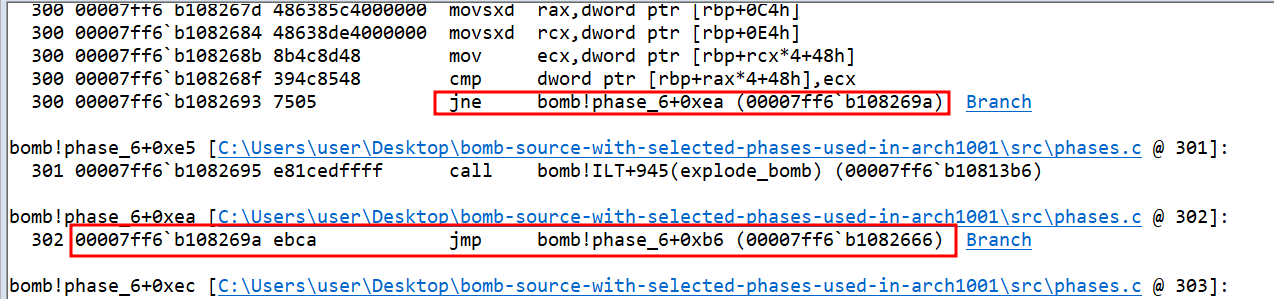 300 00007ff6`b108267d 486385c4000000 movsxd rax,dword ptr [rbp+0C4h]
300 00007ff6`b1082684 48638de4000000 movsxd rcx,dword ptr [rbp+0E4h]
300 00007ff6`b108268b 8b4c8d48 mov ecx,dword ptr [rbp+rcx*4+48h]
300 00007ff6`b108268f 394c8548 cmp dword ptr [rbp+rax*4+48h],ecx
300 00007ff6`b1082693 7505 jne bomb!phase_6+0xea (00007ff6`b108269a) Branch
bomb!phase_6+0xe5 [C:\Users\user\Desktop\bomb-source-with-selected-phases-used-in-arch1001\src\phases.c @ 301]:
301 00007ff6`b1082695 e81cedffff call bomb!ILT+945(explode_bomb) (00007ff6`b10813b6)
bomb!phase_6+0xea [C:\Users\user\Desktop\bomb-source-with-selected-phases-used-in-arch1001\src\phases.c @ 302]:
302 00007ff6`b108269a ebca jmp bomb!phase_6+0xb6 (00007ff6`b1082666) Branch
bomb!phase_6+0xec [C:\Users\user\Desktop\bomb-source-with-selected-phases-used-in-arch1001\src\phases.c @ 303]: